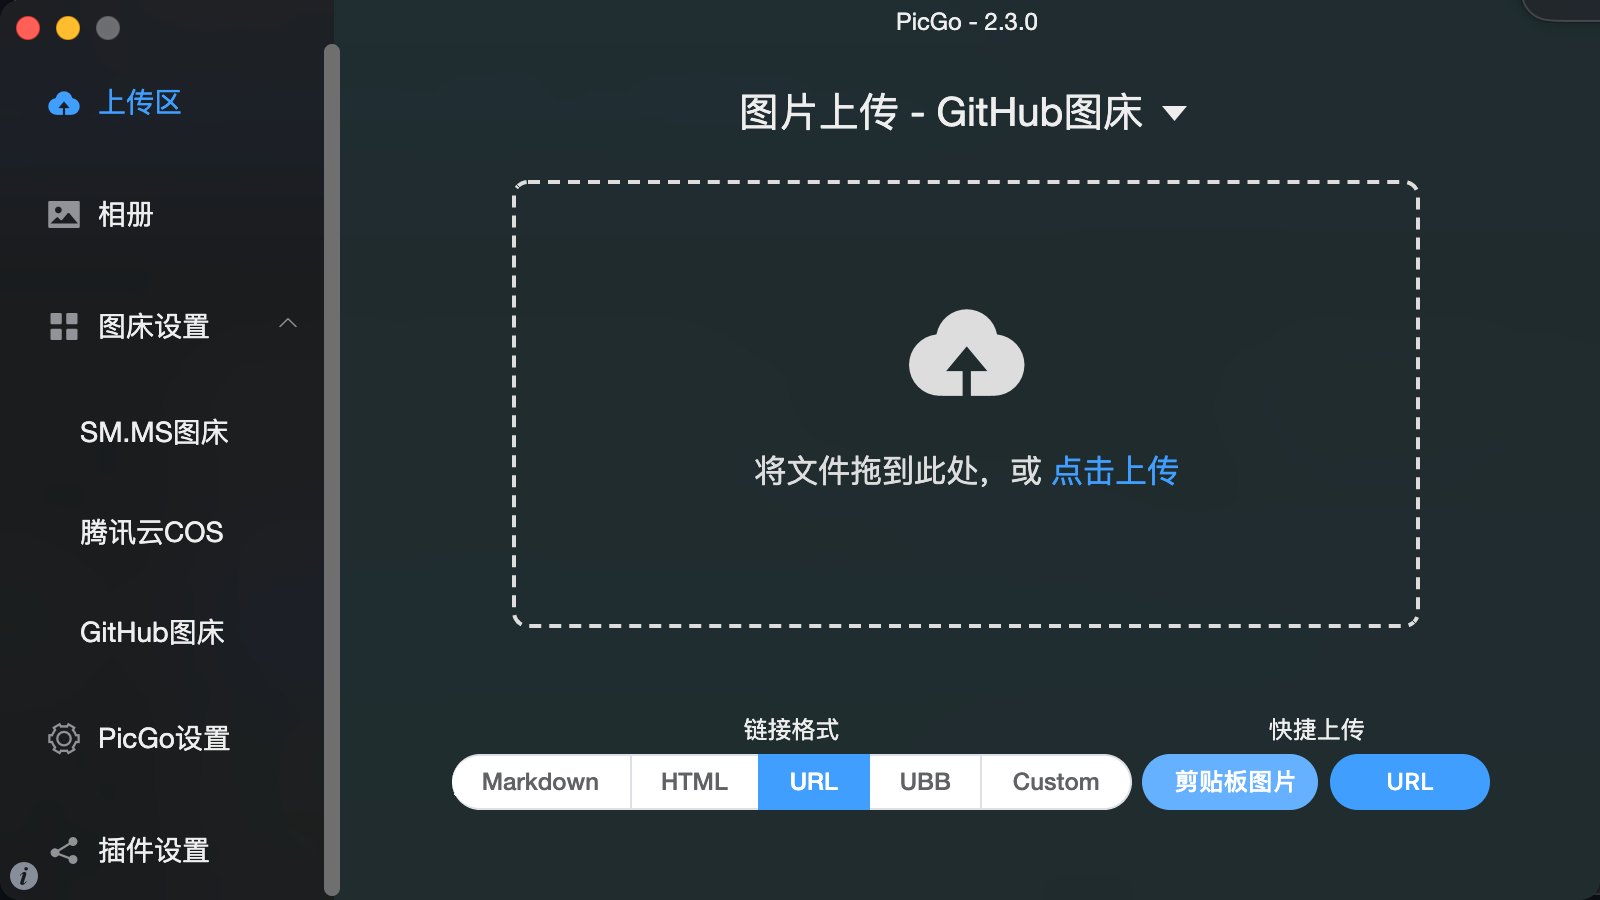 PicGo - 2.3.0
上传区
相册
图床设置
SM.MS图床
腾讯云COS
GitHub图床
PicGo设置
插件设置
图片上传 - GitHub图床
将文件拖到此处，或 点击上传
链接格式
Markdown HTML URL UBB Custom
快捷上传
剪贴板图片 URL